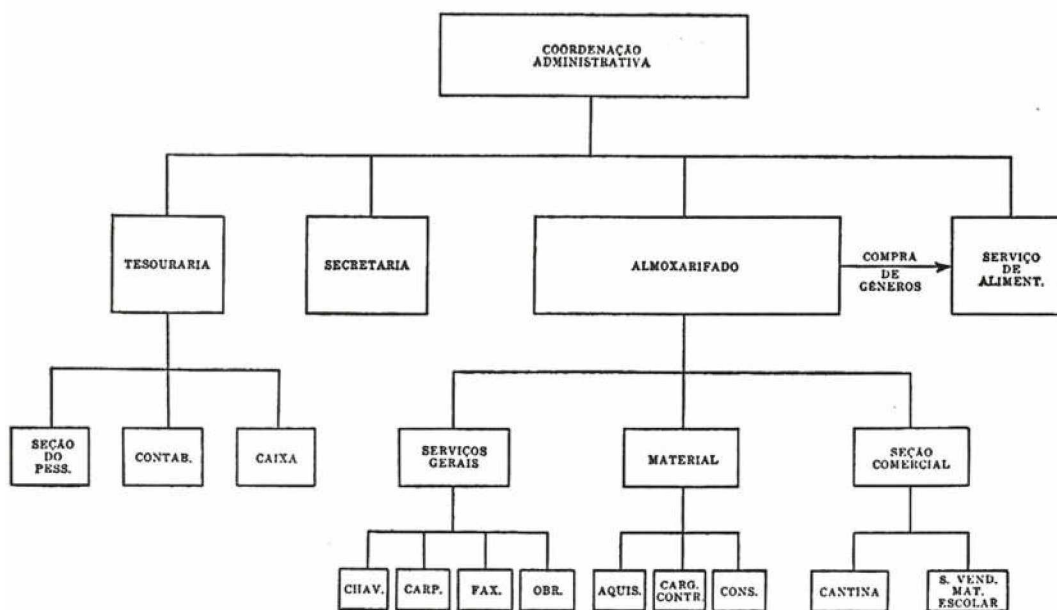 COORDENAÇÃO
ADMINISTRATIVA
TESOURARIA
SECRETARIA
ALMOXARIFADO
COMPRA
DE
GÊNEROS
SERVIÇO
DE
ALIMENT.
SEÇÃO
DO
PESS.
CONTAB.
CAIXA
SERVIÇOS
GERAIS
MATERIAL
SEÇÃO
COMERCIAL
CHAV.
CARP.
FAX.
OBR.
AQUIS.
CARG.
CONTR.
CONS.
CANTINA
S. VEND.
MAT.
ESCOLAR